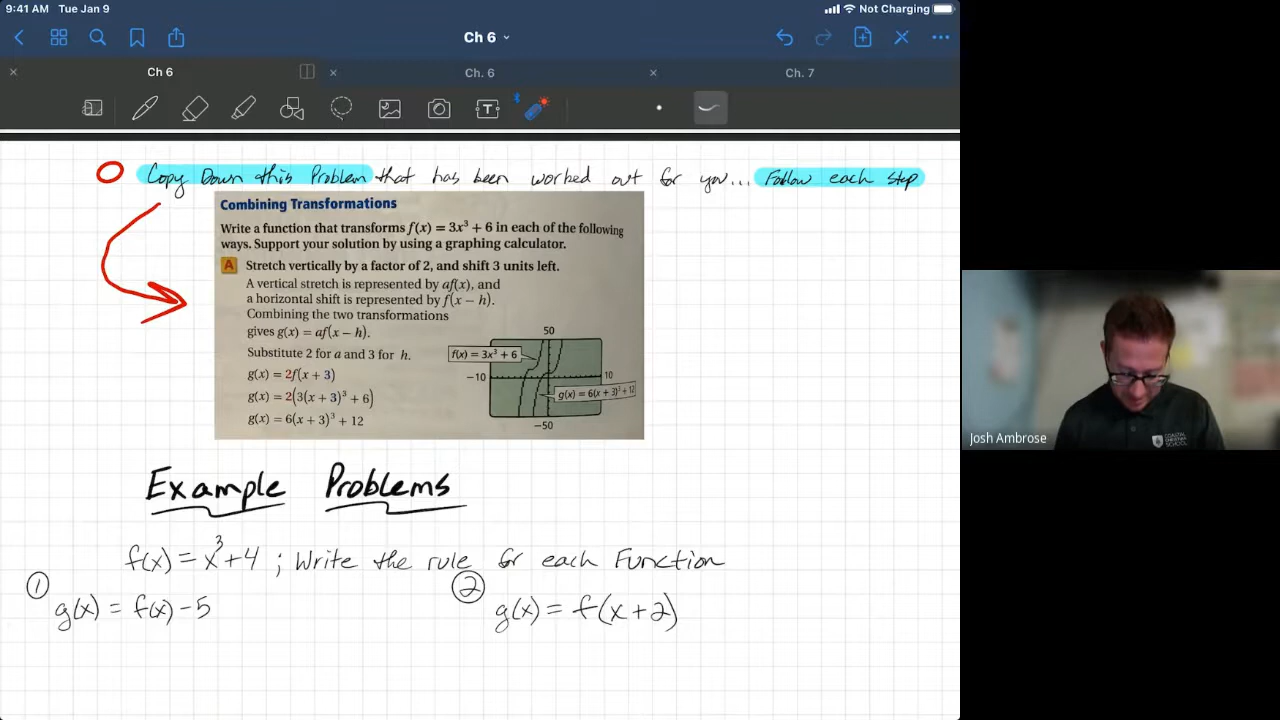 9:41 AM Tue Jan 9
Not Charging
Ch 6
Ch 6
Ch. 6
Ch. 7
Copy Down this Problem that has been worked out for you... Follow each step
Combining Transformations
Write a function that transforms f(x) = 3x³ + 6 in each of the following
ways. Support your solution by using a graphing calculator.
A Stretch vertically by a factor of 2, and shift 3 units left.
A vertical stretch is represented by af(x), and
a horizontal shift is represented by f(x − h).
Combining the two transformations
gives g(x) = af(x − h).
Substitute 2 for a and 3 for h.
g(x) = 2f(x + 3)
g(x) = 2(3(x + 3)³ + 6)
g(x) = 6(x + 3)³ + 12
50
f(x) = 3x³ + 6
−10
10
g(x) = 6(x + 3)³ + 12
−50
Example Problems
f(x) = x³ + 4 ; Write the rule for each Function
① g(x) = f(x) − 5
② g(x) = f(x + 2)
Josh Ambrose
COASTAL
CHRISTIAN
SCHOOL